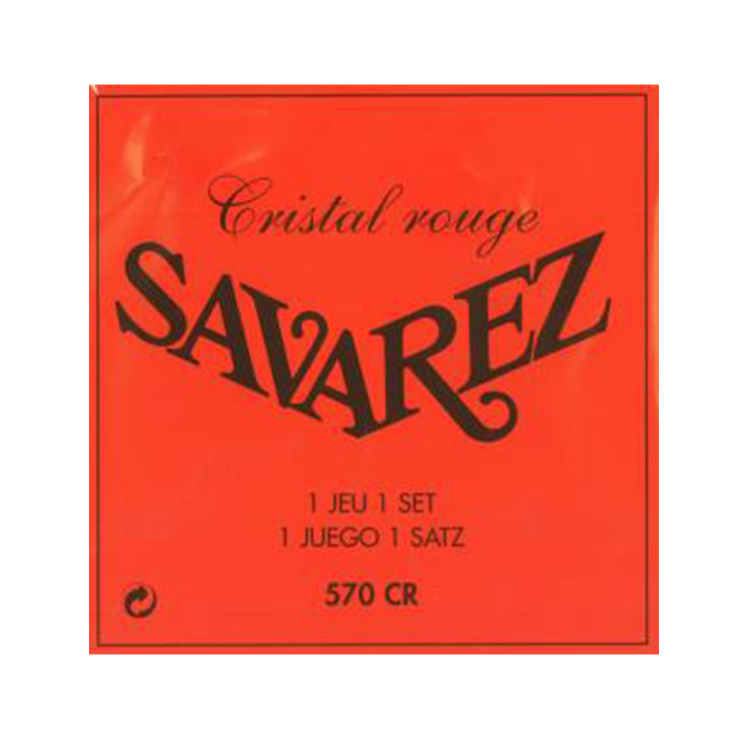 Cristal rouge
SAVAREZ
1 JEU 1 SET
1 JUEGO 1 SATZ
570 CR